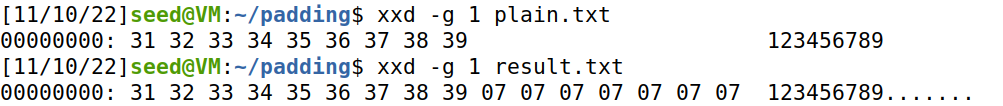 [11/10/22]seed@VM:~/padding$ xxd -g 1 plain.txt
00000000: 31 32 33 34 35 36 37 38 39                       123456789
[11/10/22]seed@VM:~/padding$ xxd -g 1 result.txt
00000000: 31 32 33 34 35 36 37 38 39 07 07 07 07 07 07 07  123456789.......